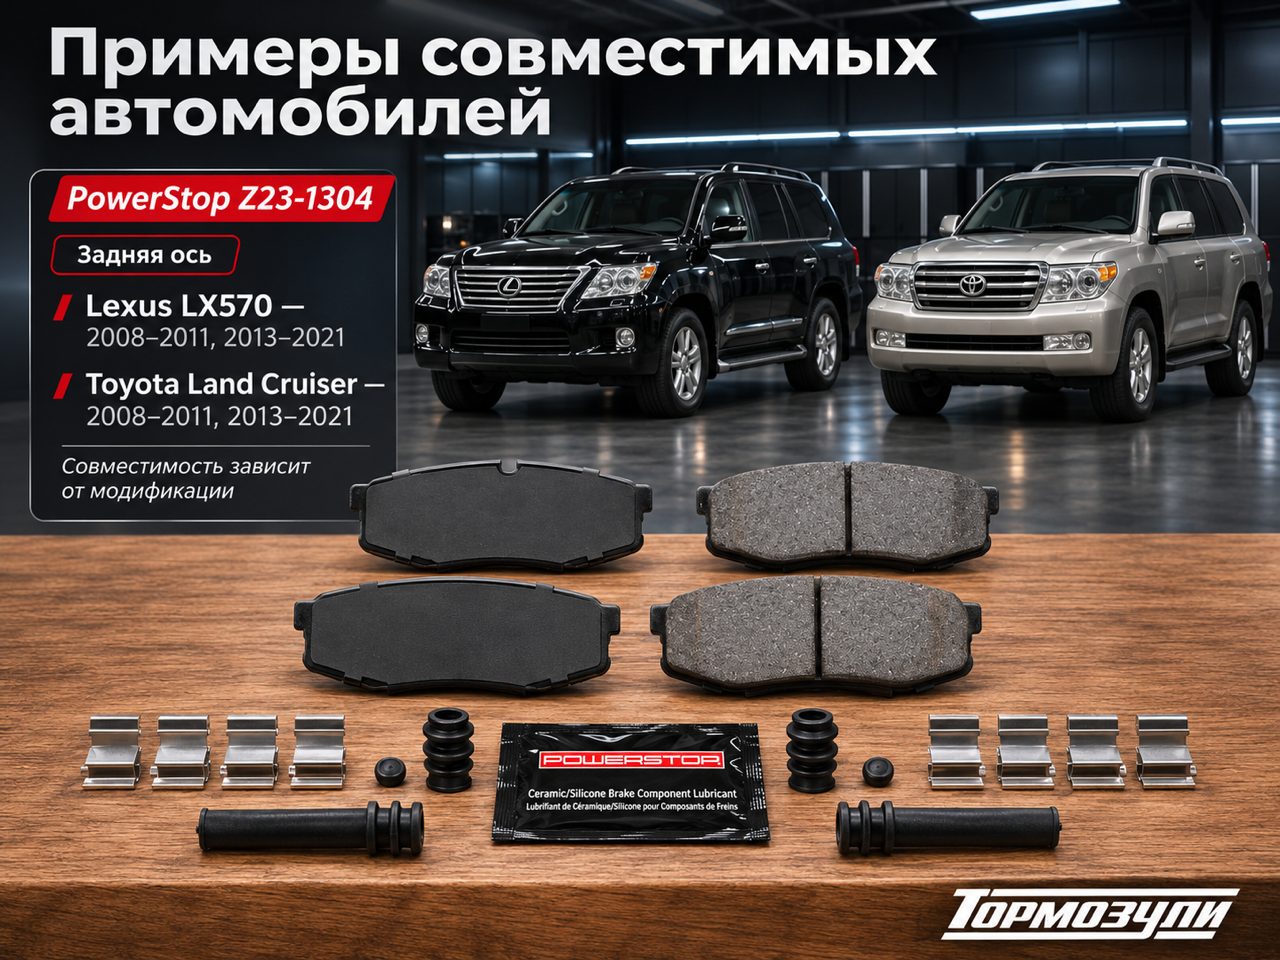 Примеры совместимых
автомобилей
PowerStop Z23-1304
Задняя ось
Lexus LX570 –
2008–2011, 2013–2021
Toyota Land Cruiser –
2008–2011, 2013–2021
Совместимость зависит
от модификации
POWERSTOP
Ceramic/Silicone Brake Component Lubricant
Lubrifiant de Céramique/Silicone pour Composants de Freins
ТОРМОЗУЛИ